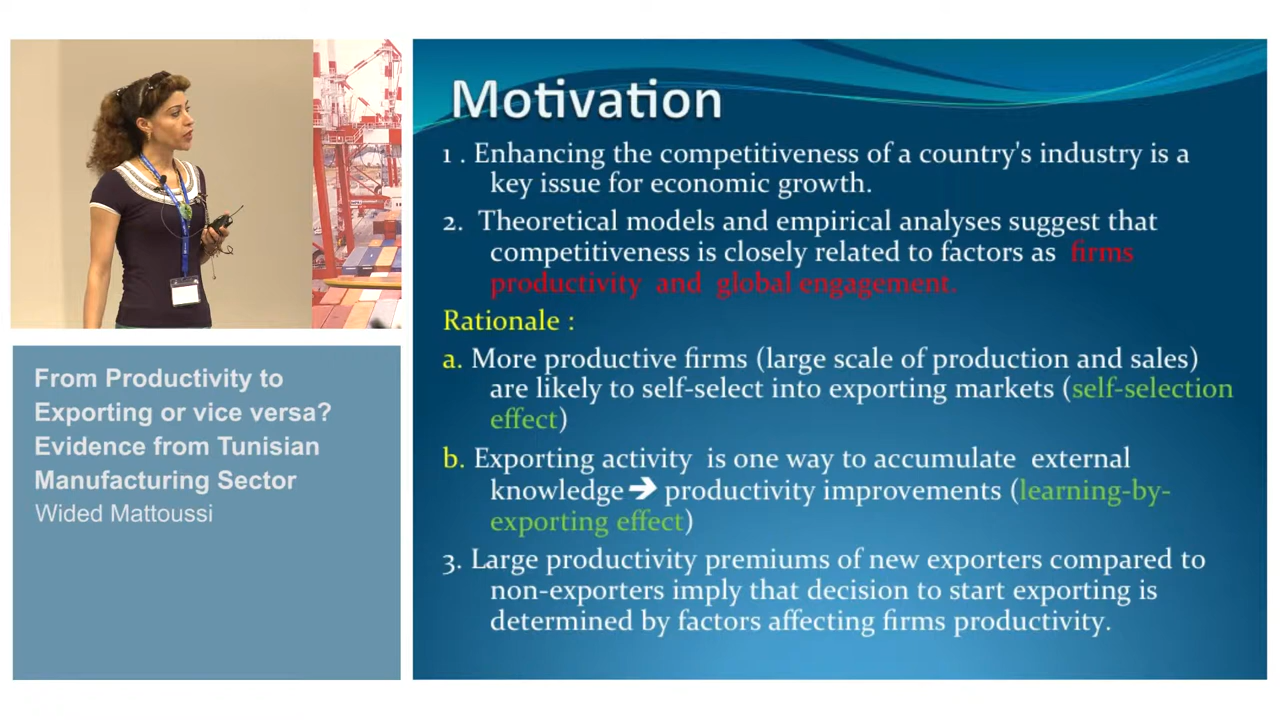 Motivation
1 . Enhancing the competitiveness of a country's industry is a
key issue for economic growth.
2. Theoretical models and empirical analyses suggest that
competitiveness is closely related to factors as firms
productivity and global engagement.
Rationale :
a. More productive firms (large scale of production and sales)
are likely to self-select into exporting markets (self-selection
effect)
b. Exporting activity is one way to accumulate external
knowledge ➔ productivity improvements (learning-by-
exporting effect)
3. Large productivity premiums of new exporters compared to
non-exporters imply that decision to start exporting is
determined by factors affecting firms productivity.
From Productivity to
Exporting or vice versa?
Evidence from Tunisian
Manufacturing Sector
Wided Mattoussi